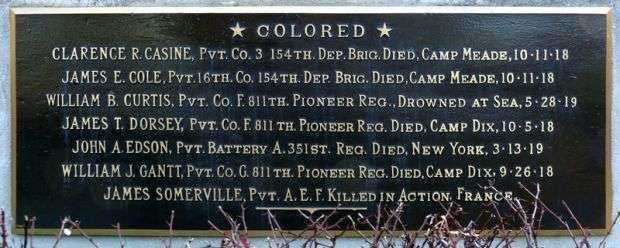 ★ COLORED ★
CLARENCE R. CASINE, PVT. CO. 3 154TH. DEP. BRIG. DIED, CAMP MEADE, 10-11-18
JAMES E. COLE, PVT. 16TH. CO. 154TH. DEP. BRIG. DIED, CAMP MEADE, 10-11-18
WILLIAM B. CURTIS, PVT. CO. F. 811TH. PIONEER REG., DROWNED AT SEA, 5-28-19
JAMES T. DORSEY, PVT. CO. F. 811TH. PIONEER REG. DIED, CAMP DIX, 10-5-18
JOHN A. EDSON, PVT. BATTERY A. 351ST. REG. DIED, NEW YORK, 3-13-19
WILLIAM J. GANTT, PVT. CO. G. 811TH. PIONEER REG. DIED, CAMP DIX, 9-26-18
JAMES SOMERVILLE, PVT. A. E. F. KILLED IN ACTION, FRANCE.